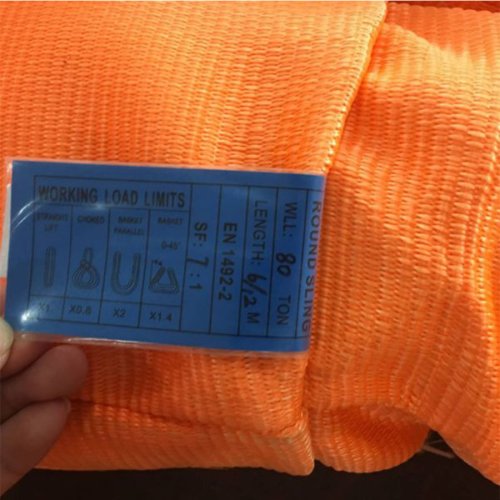 WORKING LOAD LIMITS
STRAIGHT LIFT
CHOKED
BASKET PARALLEL
BASKET 0-45°
X1
X0.8
X2
X1.4
ROUND SLING
WLL: 80 TON
LENGTH: 6/12 M
EN 1492-2
SF: 7:1